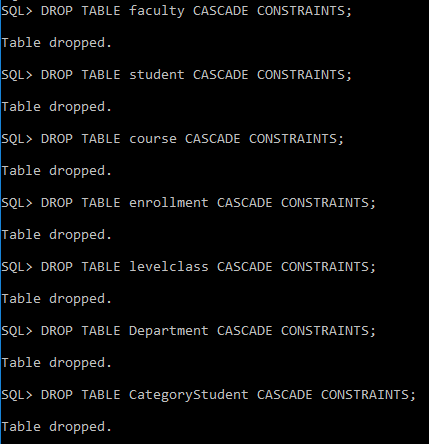 SQL> DROP TABLE faculty CASCADE CONSTRAINTS;
Table dropped.
SQL> DROP TABLE student CASCADE CONSTRAINTS;
Table dropped.
SQL> DROP TABLE course CASCADE CONSTRAINTS;
Table dropped.
SQL> DROP TABLE enrollment CASCADE CONSTRAINTS;
Table dropped.
SQL> DROP TABLE levelclass CASCADE CONSTRAINTS;
Table dropped.
SQL> DROP TABLE Department CASCADE CONSTRAINTS;
Table dropped.
SQL> DROP TABLE CategoryStudent CASCADE CONSTRAINTS;
Table dropped.